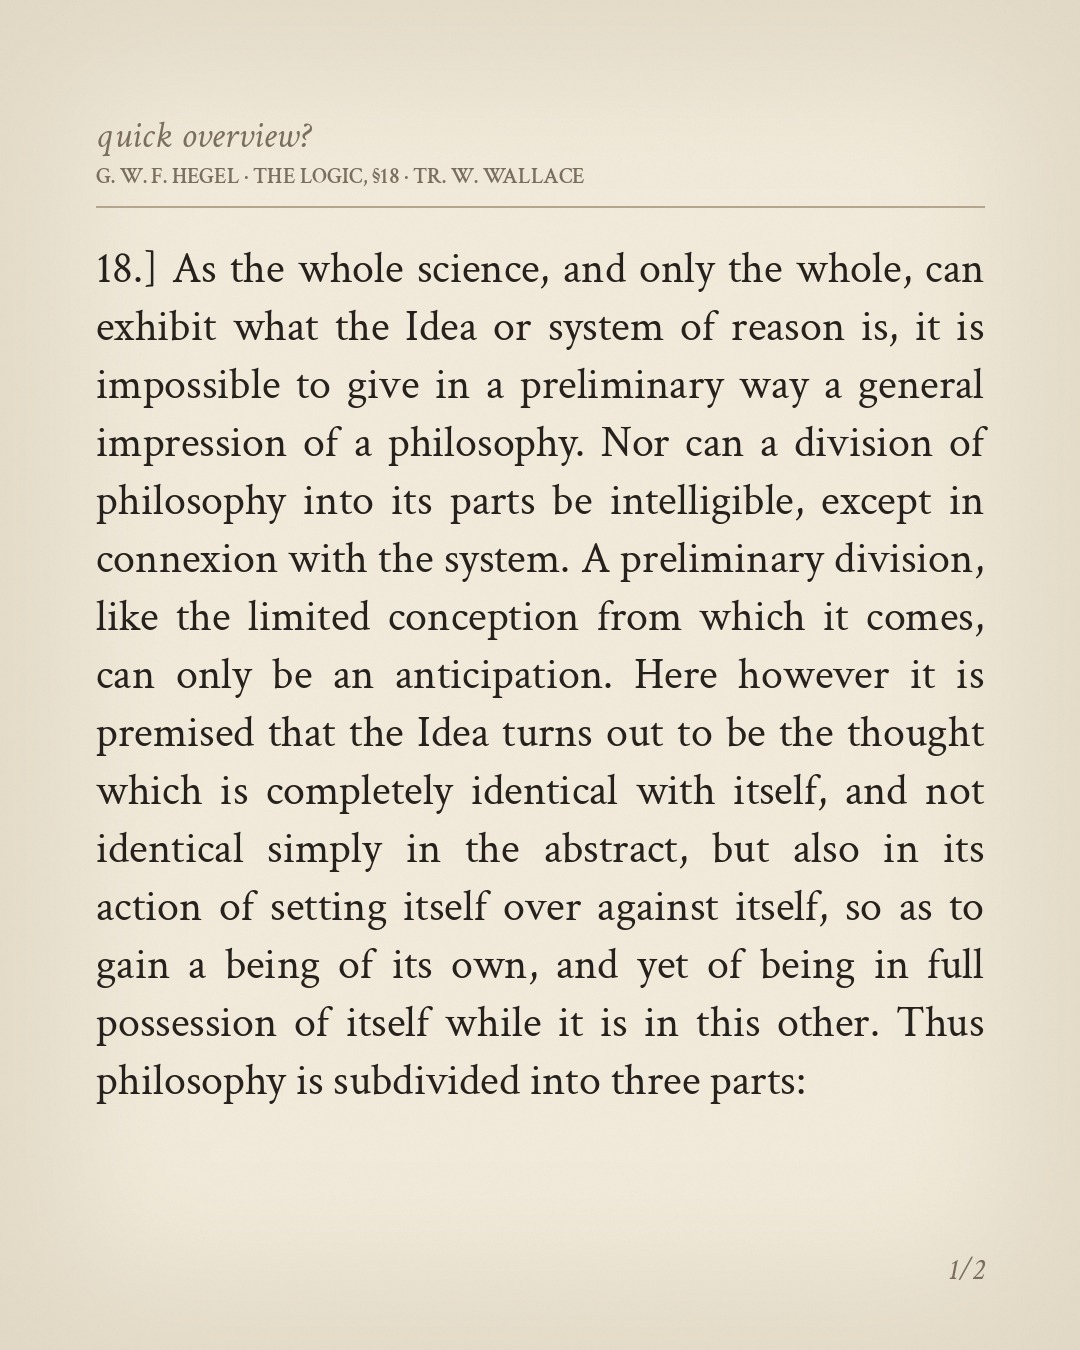 quick overview?
G. W. F. HEGEL · THE LOGIC, §18 · TR. W. WALLACE
18.] As the whole science, and only the whole, can
exhibit what the Idea or system of reason is, it is
impossible to give in a preliminary way a general
impression of a philosophy. Nor can a division of
philosophy into its parts be intelligible, except in
connexion with the system. A preliminary division,
like the limited conception from which it comes,
can only be an anticipation. Here however it is
premised that the Idea turns out to be the thought
which is completely identical with itself, and not
identical simply in the abstract, but also in its
action of setting itself over against itself, so as to
gain a being of its own, and yet of being in full
possession of itself while it is in this other. Thus
philosophy is subdivided into three parts:
1/2